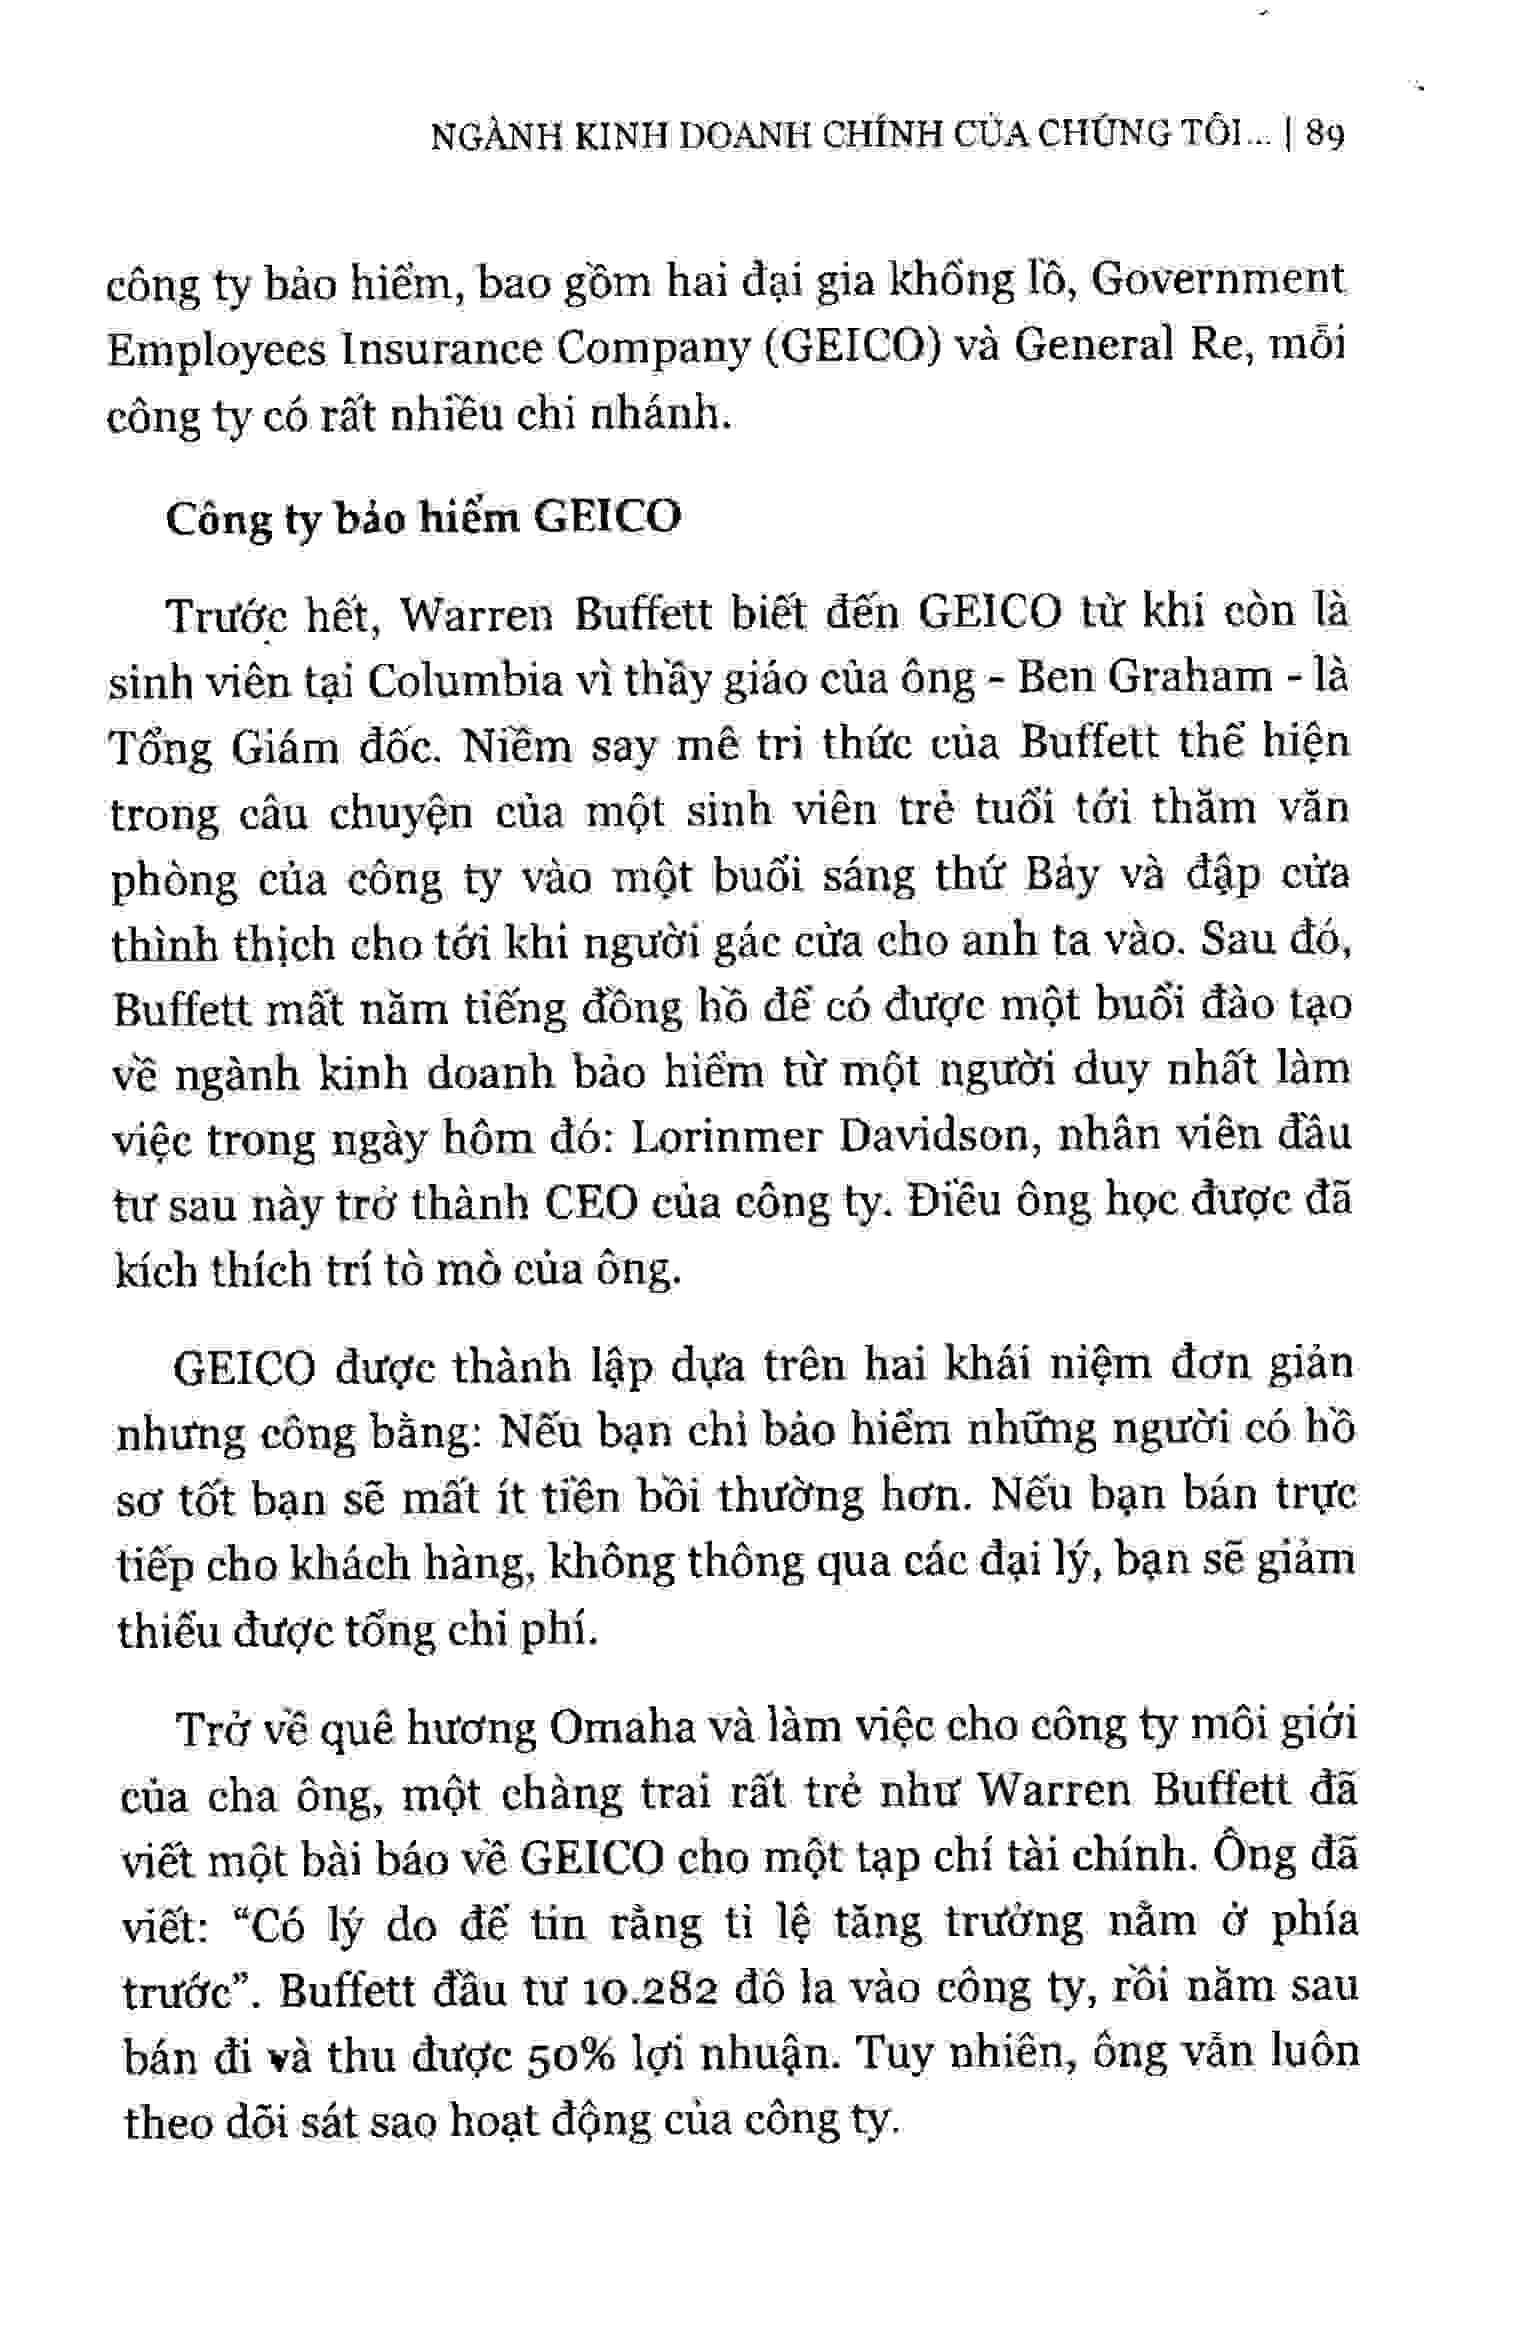 NGÀNH KINH DOANH CHÍNH CỦA CHÚNG TÔI... | 89
công ty bảo hiểm, bao gồm hai đại gia khổng lồ, Government
Employees Insurance Company (GEICO) và General Re, mỗi
công ty có rất nhiều chi nhánh.
Công ty bảo hiểm GEICO
Trước hết, Warren Buffett biết đến GEICO từ khi còn là
sinh viên tại Columbia vì thầy giáo của ông - Ben Graham - là
Tổng Giám đốc. Niềm say mê tri thức của Buffett thể hiện
trong câu chuyện của một sinh viên trẻ tuổi tới thăm văn
phòng của công ty vào một buổi sáng thứ Bảy và đập cửa
thình thịch cho tới khi người gác cửa cho anh ta vào. Sau đó,
Buffett mất năm tiếng đồng hồ để có được một buổi đào tạo
về ngành kinh doanh bảo hiểm từ một người duy nhất làm
việc trong ngày hôm đó: Lorinmer Davidson, nhân viên đầu
tư sau này trở thành CEO của công ty. Điều ông học được đã
kích thích trí tò mò của ông.
GEICO được thành lập dựa trên hai khái niệm đơn giản
nhưng công bằng: Nếu bạn chỉ bảo hiểm những người có hồ
sơ tốt bạn sẽ mất ít tiền bồi thường hơn. Nếu bạn bán trực
tiếp cho khách hàng, không thông qua các đại lý, bạn sẽ giảm
thiểu được tổng chi phí.
Trở về quê hương Omaha và làm việc cho công ty môi giới
của cha ông, một chàng trai rất trẻ như Warren Buffett đã
viết một bài báo về GEICO cho một tạp chí tài chính. Ông đã
viết: “Có lý do để tin rằng tỉ lệ tăng trưởng nằm ở phía
trước”. Buffett đầu tư 10.282 đô la vào công ty, rồi năm sau
bán đi và thu được 50% lợi nhuận. Tuy nhiên, ông vẫn luôn
theo dõi sát sao hoạt động của công ty.